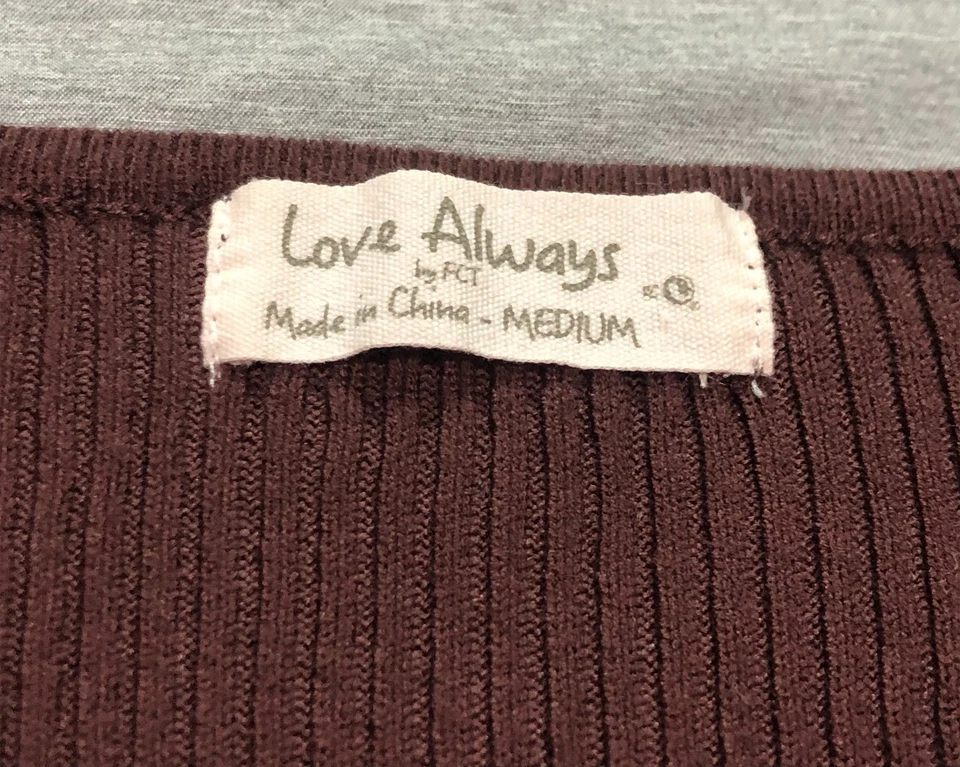 Love Always
by FCT
Made in China - MEDIUM